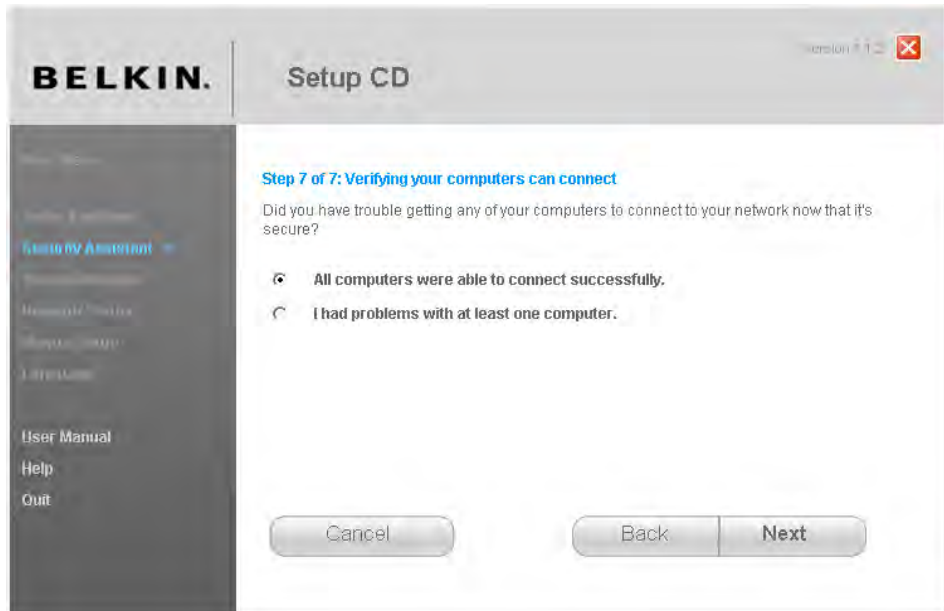 BELKIN.
Setup CD
Security Assistant
User Manual
Help
Quit
Step 7 of 7: Verifying your computers can connect
Did you have trouble getting any of your computers to connect to your network now that it's
secure?
All computers were able to connect successfully.
I had problems with at least one computer.
Cancel
Back
Next